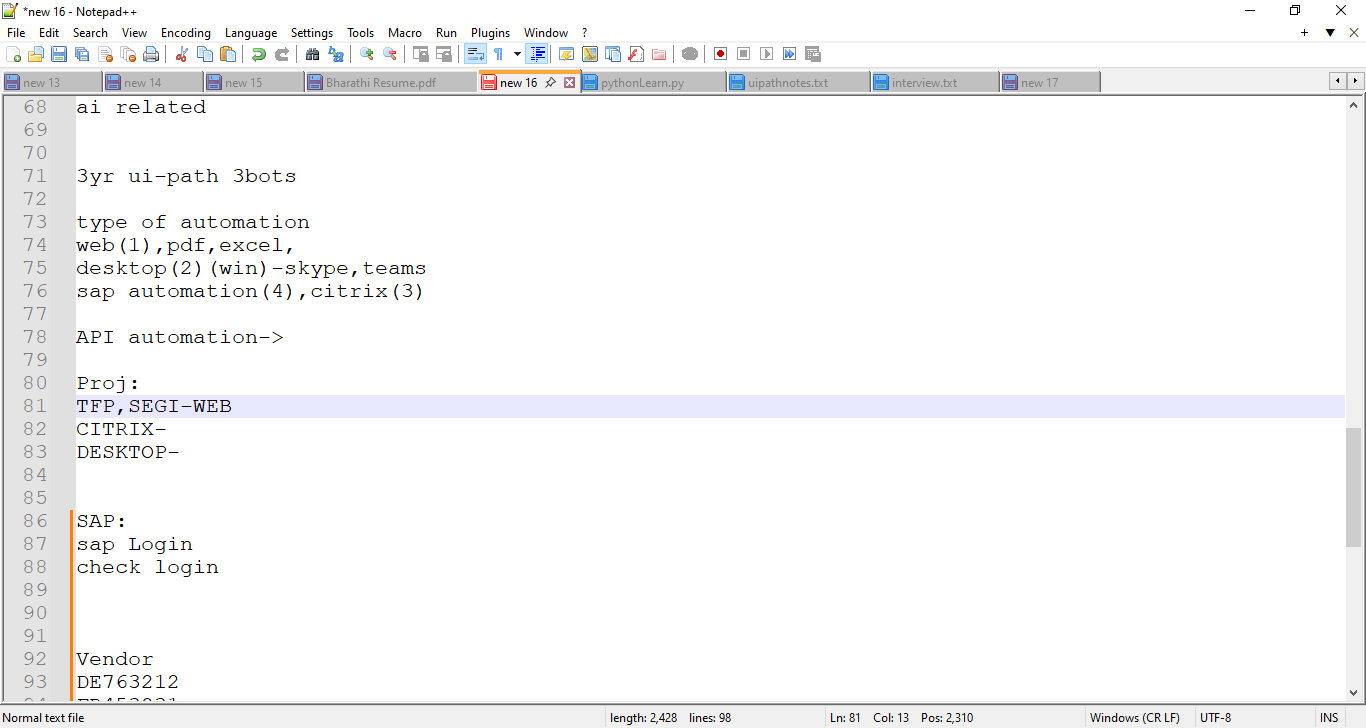 *new 16 - Notepad++
File Edit Search View Encoding Language Settings Tools Macro Run Plugins Window ?
new 13 new 14 new 15 Bharathi Resume.pdf new 16 pythonLearn.py uipathnotes.txt interview.txt new 17
68 ai related
69
70
71 3yr ui-path 3bots
72
73 type of automation
74 web(1),pdf,excel,
75 desktop(2)(win)-skype,teams
76 sap automation(4),citrix(3)
77
78 API automation->
79
80 Proj:
81 TFP,SEGI-WEB
82 CITRIX-
83 DESKTOP-
84
85
86 SAP:
87 sap Login
88 check login
89
90
91
92 Vendor
93 DE763212
Normal text file length: 2,428 lines: 98 Ln: 81 Col: 13 Pos: 2,310 Windows (CR LF) UTF-8 INS